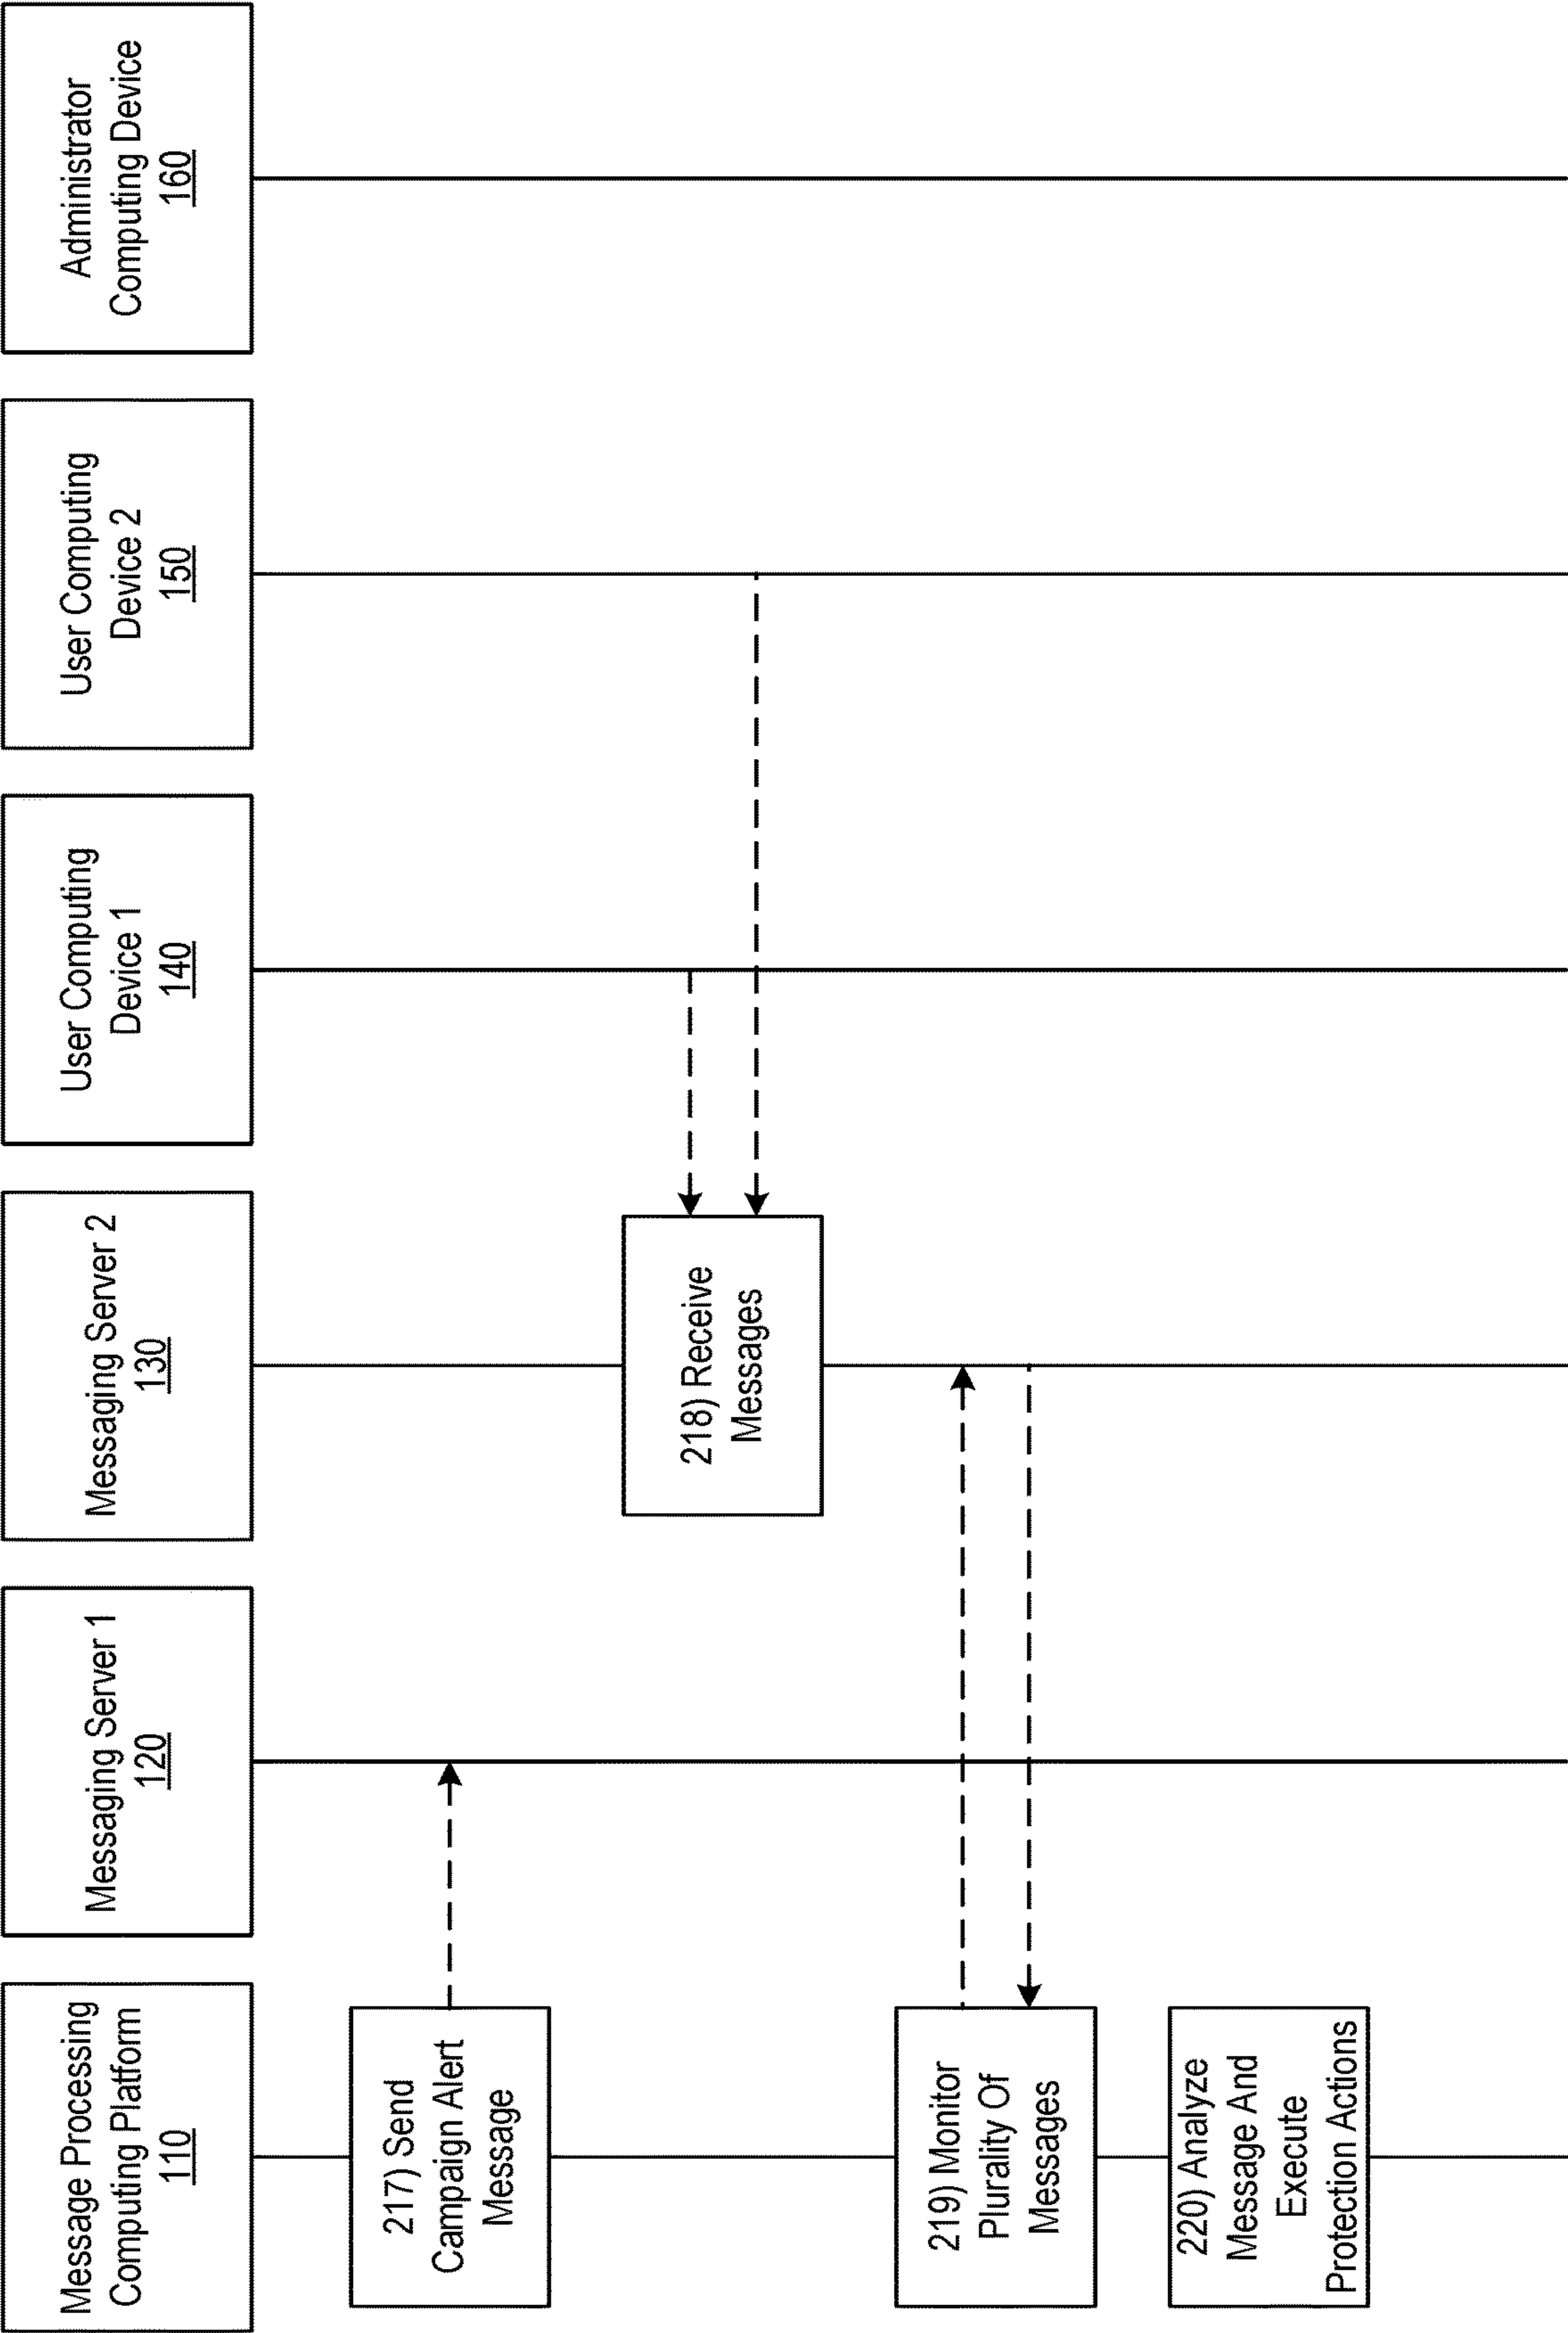 Message Processing
Computing Platform
110
Messaging Server 1
120
Messaging Server 2
130
User Computing
Device 1
140
User Computing
Device 2
150
Administrator
Computing Device
160
217) Send
Campaign Alert
Message
218) Receive
Messages
219) Monitor
Plurality Of
Messages
220) Analyze
Message And
Execute
Protection Actions